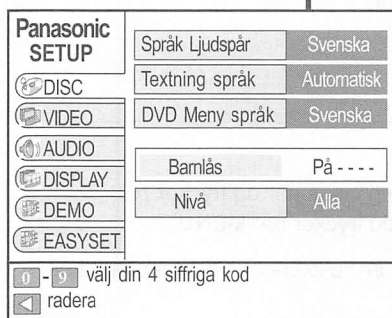 Panasonic
SETUP
DISC
VIDEO
AUDIO
DISPLAY
DEMO
EASYSET
Språk Ljudspår Svenska
Textning språk Automatisk
DVD Meny språk Svenska
Barnlås På - - - -
Nivå Alla
0 - 9 välj din 4 siffriga kod
radera